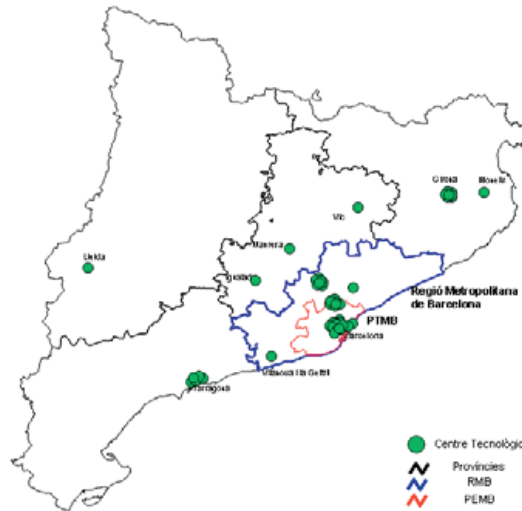 Girona
Vic
Manresa
Lleida
Igualada
Regió Metropolitana
de Barcelona
PTMB
Barcelona
Vilanova i la Geltrú
Tarragona
Centre Tecnològic
Províncies
RMB
PEMB